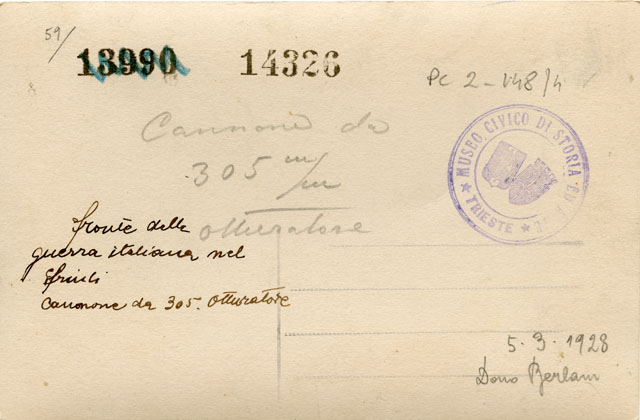 59/
13990 14326
PC 2-148/4
Cannone da
305 m/m
otturatore
MUSEO CIVICO DI STORIA ED
★ TRIESTE ★
fronte della
guerra italiana nel
friuli
Cannone da 305. Otturatore
5.3.1928
Dono Berlam